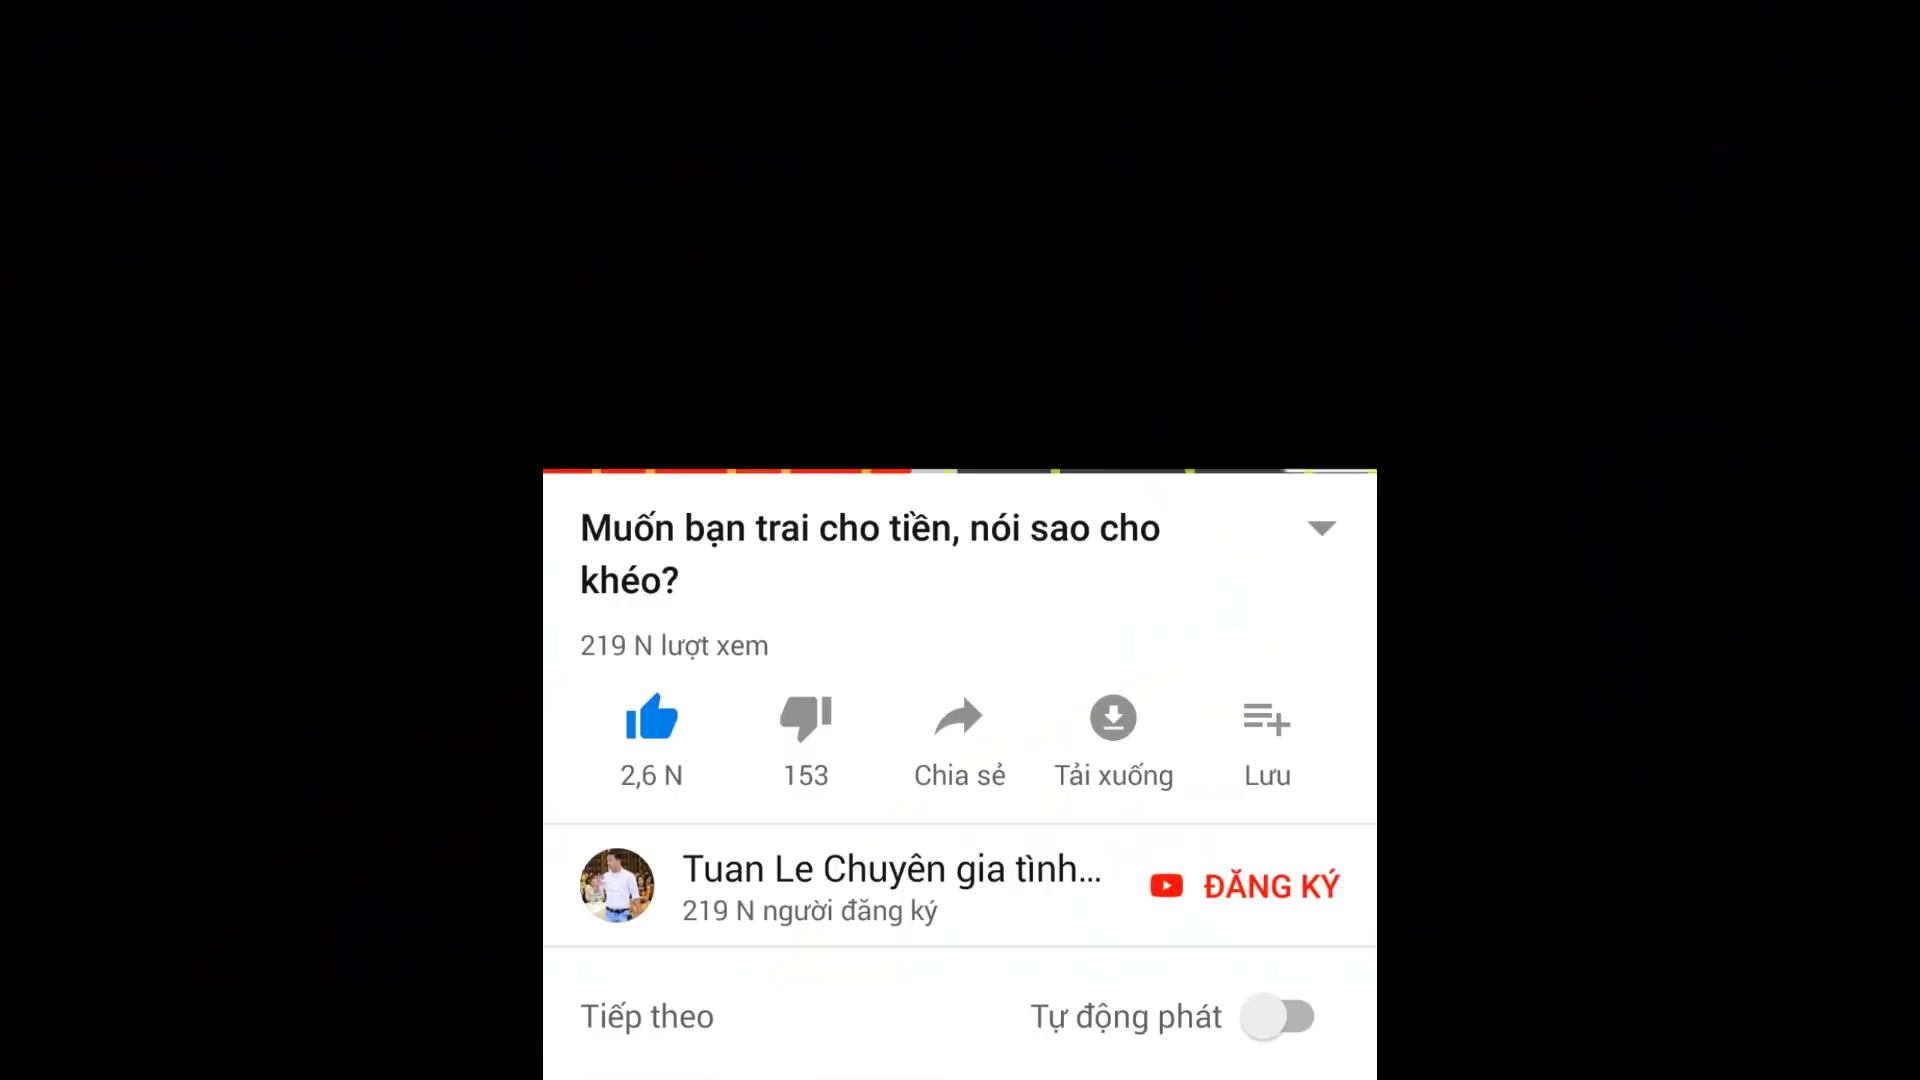 Muốn bạn trai cho tiền, nói sao cho
khéo?
219 N lượt xem
2,6 N
153
Chia sẻ
Tải xuống
Lưu
Tuan Le Chuyên gia tình...
219 N người đăng ký
ĐĂNG KÝ
Tiếp theo
Tự động phát